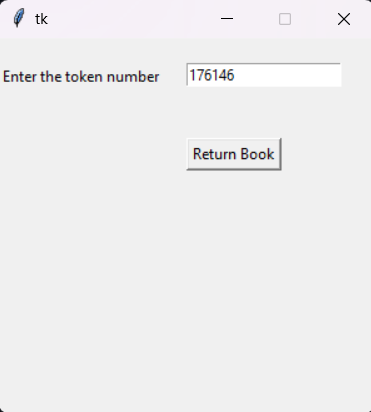 tk
Enter the token number 176146
Return Book